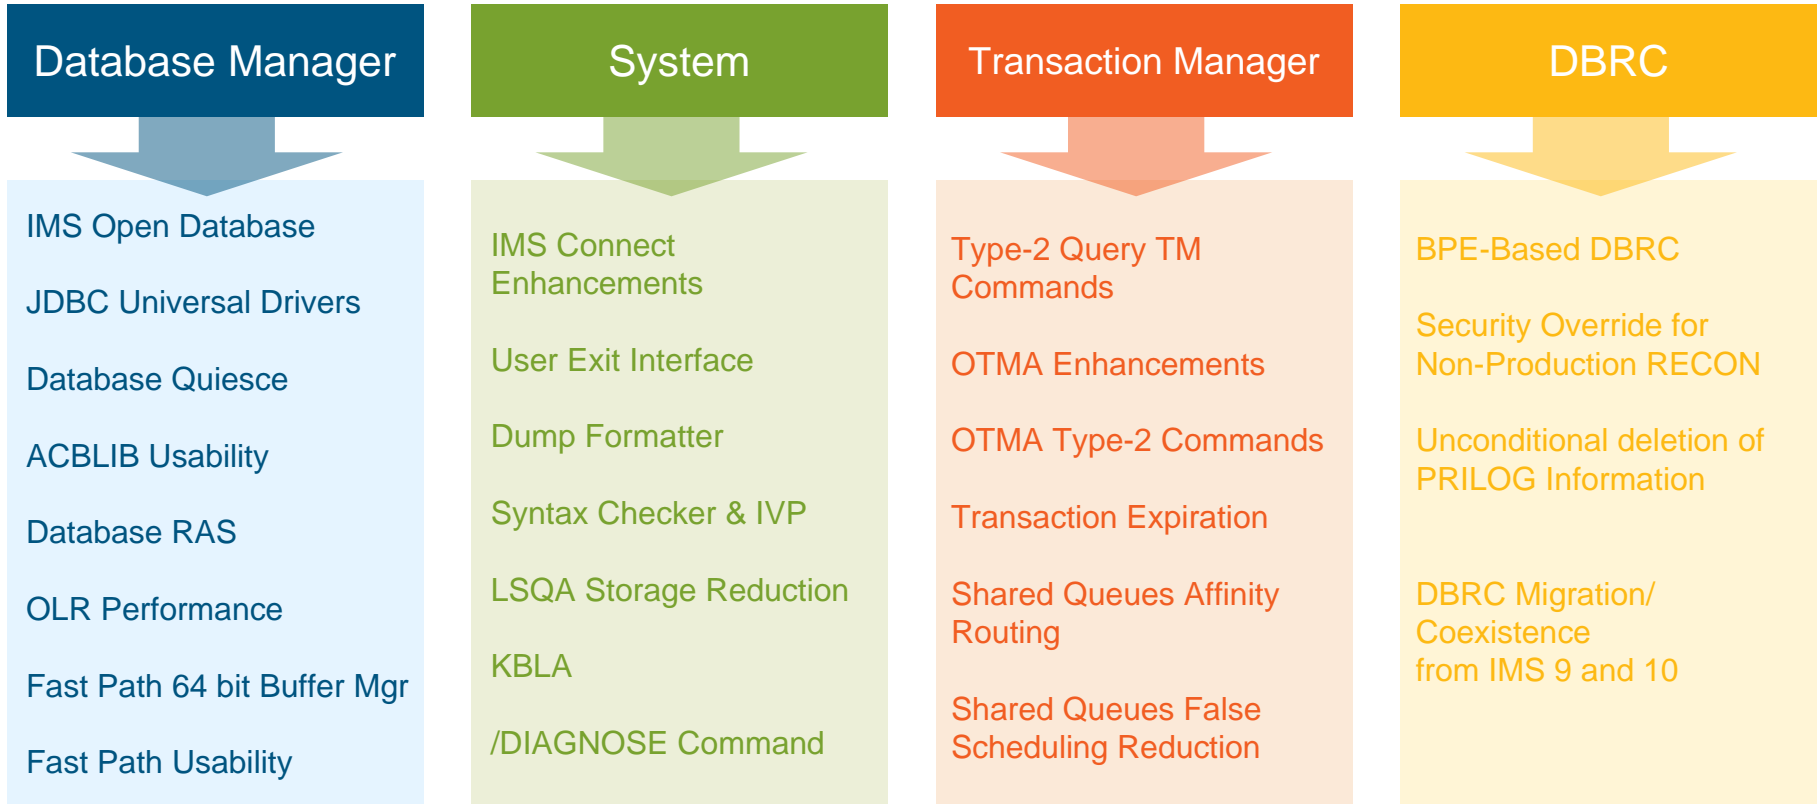 Database Manager
IMS Open Database
JDBC Universal Drivers
Database Quiesce
ACBLIB Usability
Database RAS
OLR Performance
Fast Path 64 bit Buffer Mgr
Fast Path Usability
System
IMS Connect
Enhancements
User Exit Interface
Dump Formatter
Syntax Checker & IVP
LSQA Storage Reduction
KBLA
/DIAGNOSE Command
Transaction Manager
Type-2 Query TM
Commands
OTMA Enhancements
OTMA Type-2 Commands
Transaction Expiration
Shared Queues Affinity
Routing
Shared Queues False
Scheduling Reduction
DBRC
BPE-Based DBRC
Security Override for
Non-Production RECON
Unconditional deletion of
PRILOG Information
DBRC Migration/
Coexistence
from IMS 9 and 10